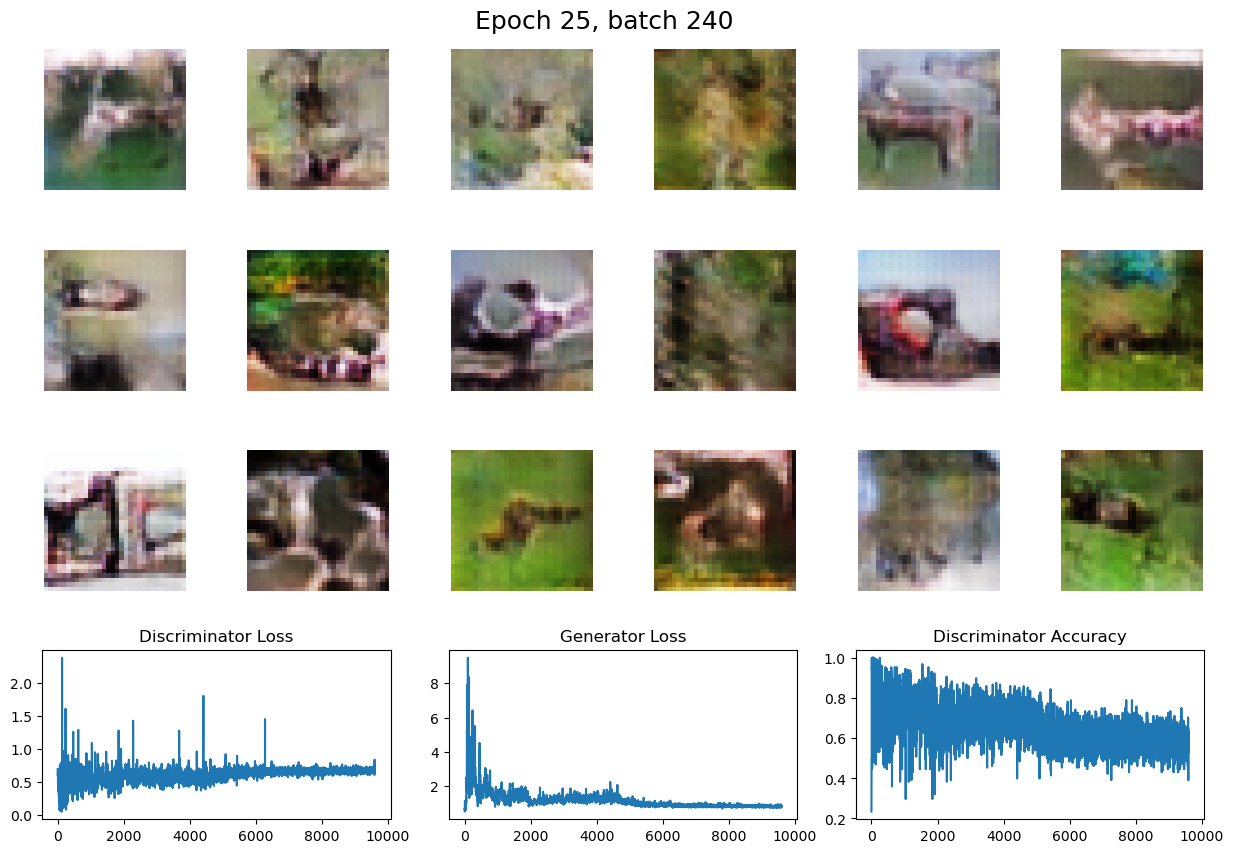 Epoch 25, batch 240
Discriminator Loss
Generator Loss
Discriminator Accuracy
2.0
1.5
1.0
0.5
0.0
0 2000 4000 6000 8000 10000
8
6
4
2
0 2000 4000 6000 8000 10000
1.0
0.8
0.6
0.4
0.2
0 2000 4000 6000 8000 10000